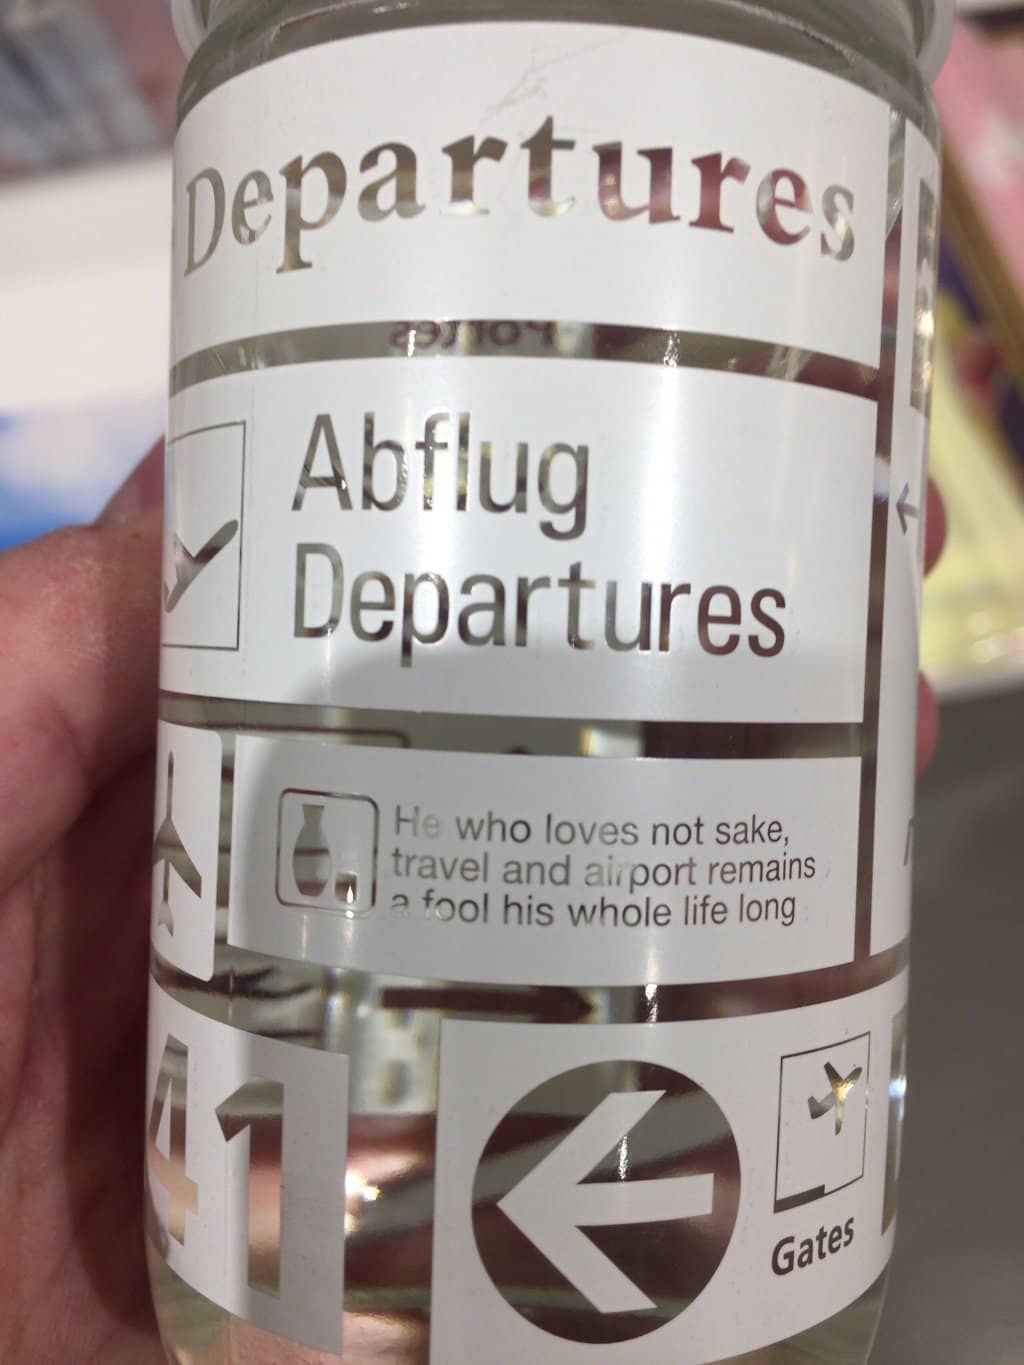 Departures
Portes
Abflug
Departures
He who loves not sake,
travel and airport remains
a fool his whole life long
41
Gates